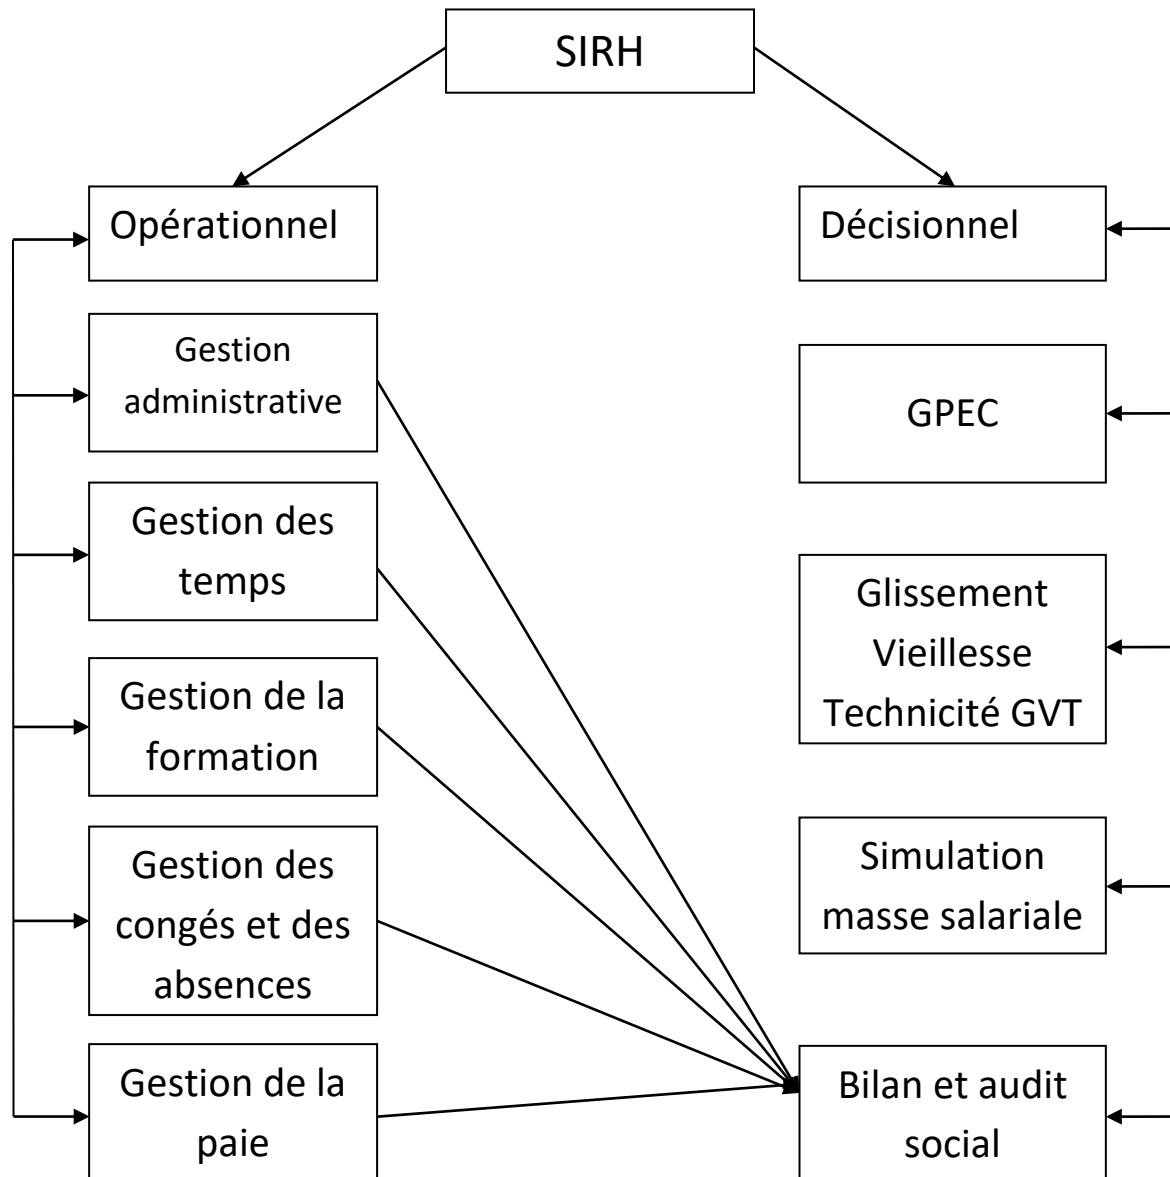 SIRH
Opérationnel
Décisionnel
Gestion
administrative
GPEC
Gestion des
temps
Glissement
Vieillesse
Technicité GVT
Gestion de la
formation
Simulation
masse salariale
Gestion des
congés et des
absences
Gestion de la
paie
Bilan et audit
social